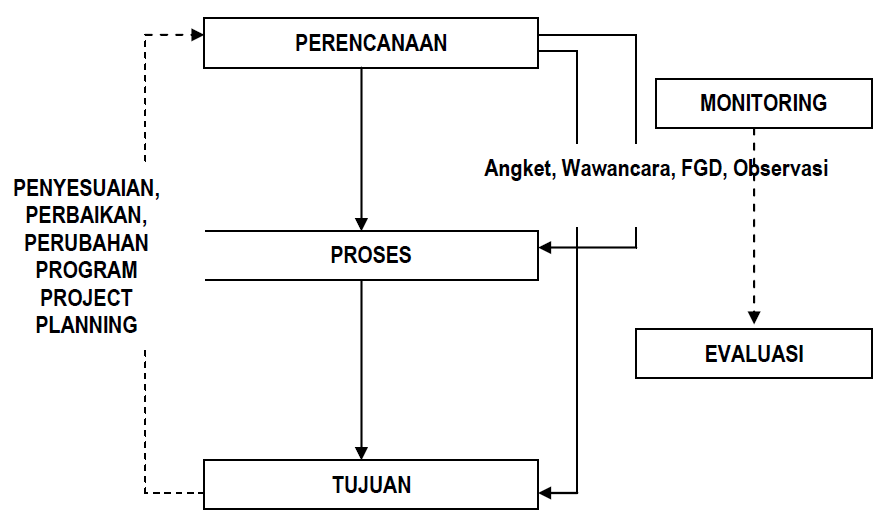 PERENCANAAN
MONITORING
Angket, Wawancara, FGD, Observasi
PENYESUAIAN,
PERBAIKAN,
PERUBAHAN
PROGRAM
PROJECT
PLANNING
PROSES
EVALUASI
TUJUAN